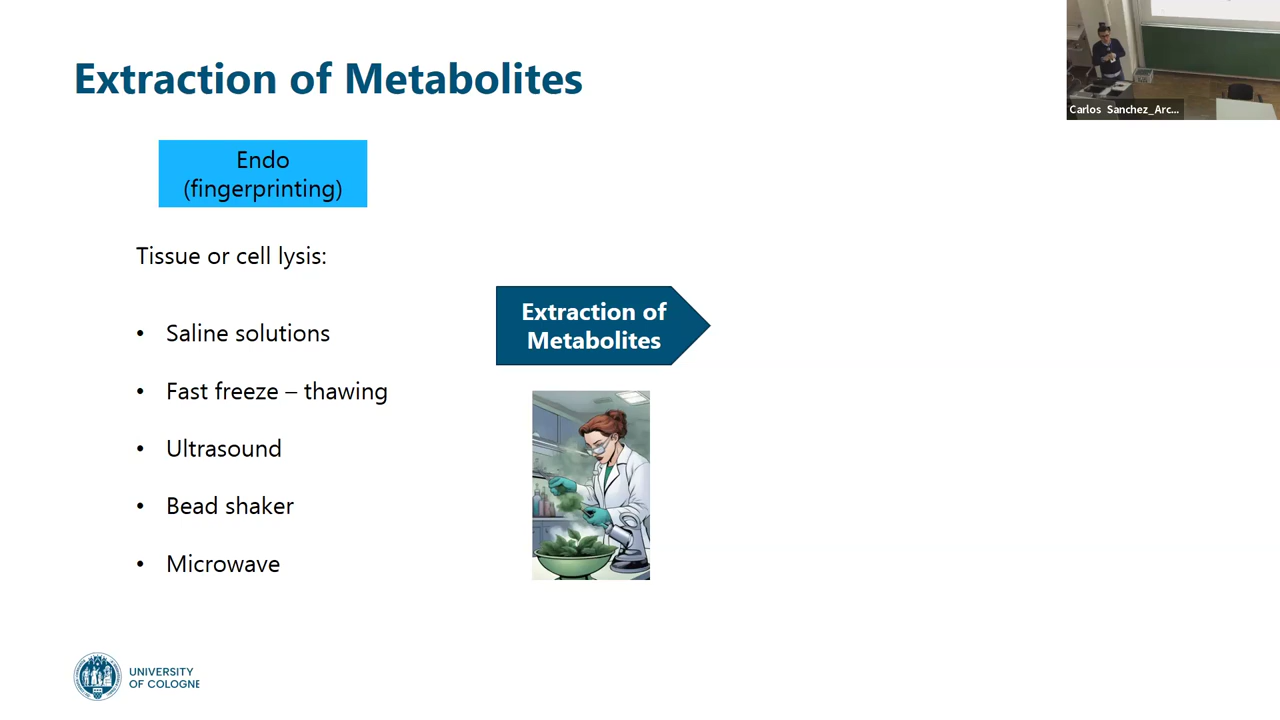 Extraction of Metabolites
Carlos Sanchez_Arc...
Endo
(fingerprinting)
Tissue or cell lysis:
• Saline solutions
• Fast freeze – thawing
• Ultrasound
• Bead shaker
• Microwave
Extraction of
Metabolites
UNIVERSITY
OF COLOGNE